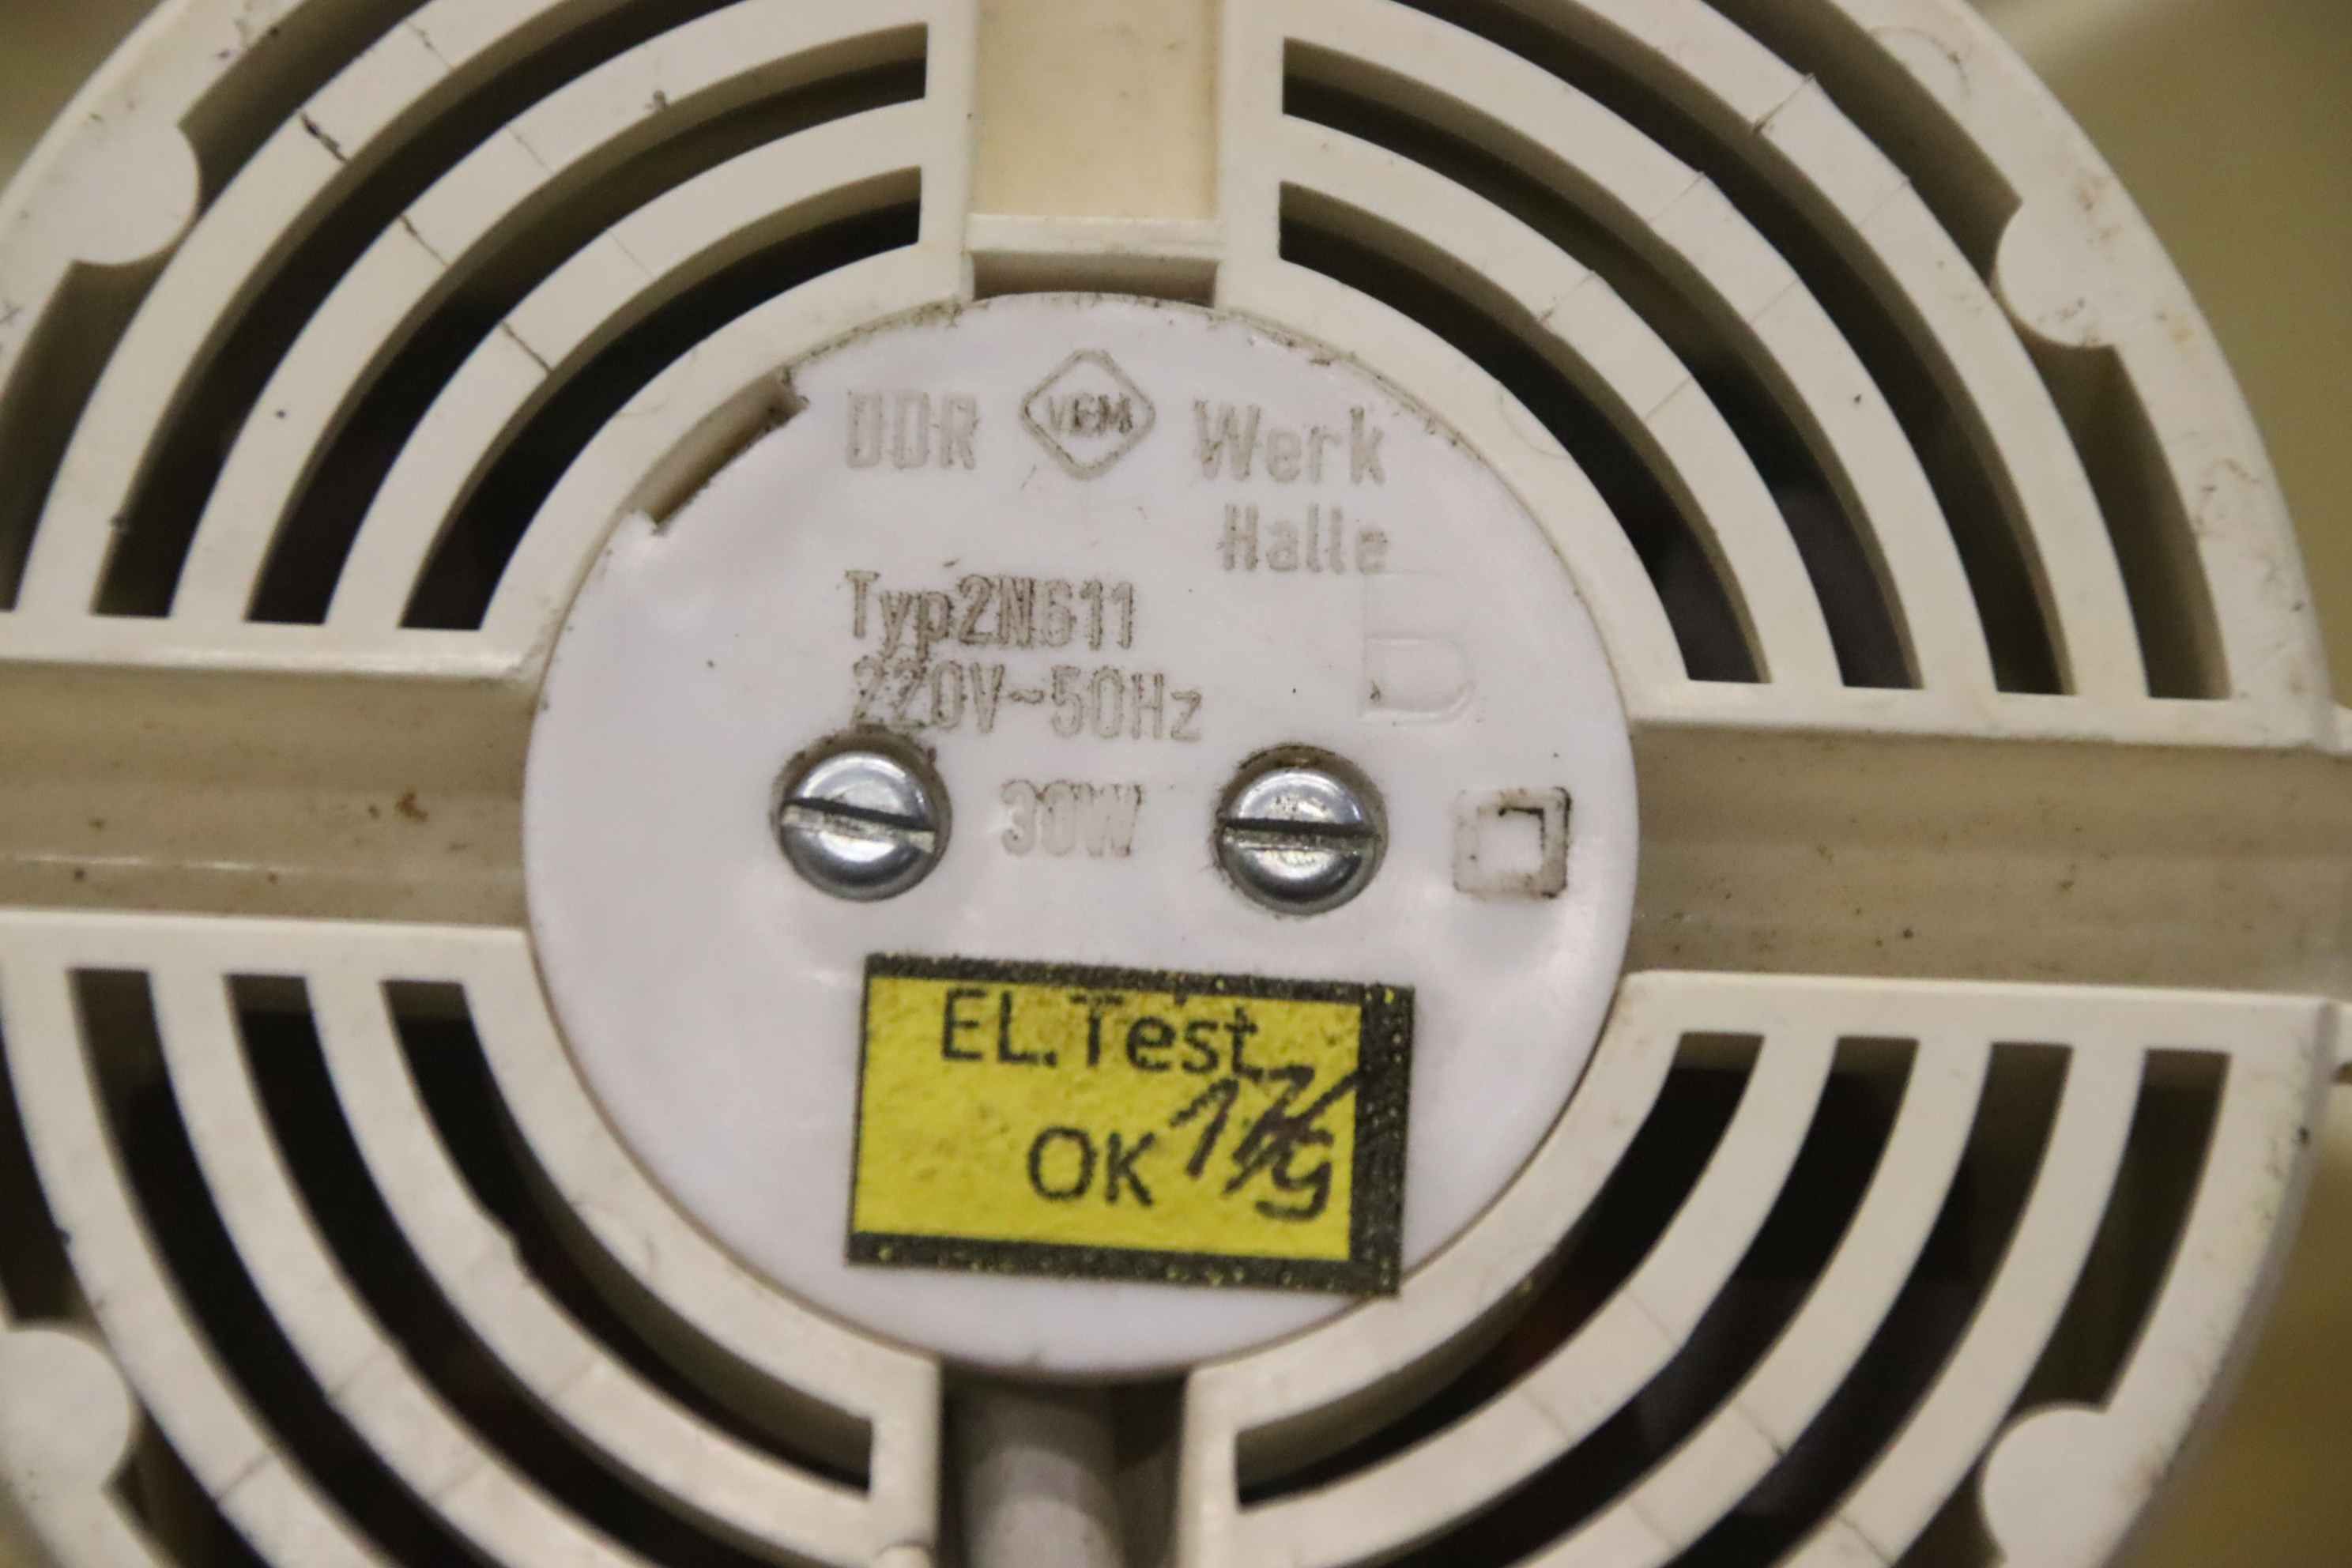 DDR VEM Werk
Halle
Typ2N611
220V~50Hz
30W
EL.Test
OK